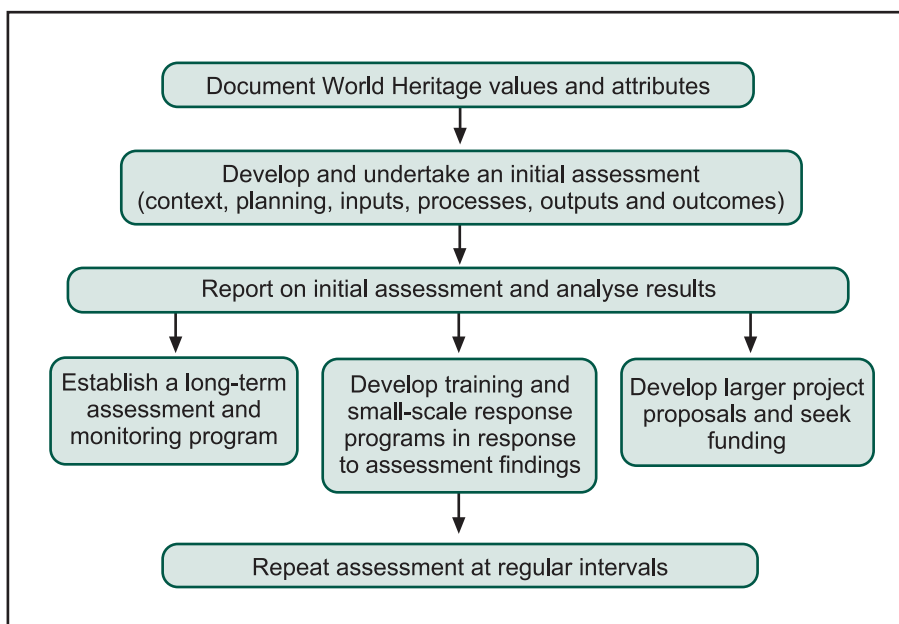 Document World Heritage values and attributes
Develop and undertake an initial assessment
(context, planning, inputs, processes, outputs and outcomes)
Report on initial assessment and analyse results
Establish a long-term
assessment and
monitoring program
Develop training and
small-scale response
programs in response
to assessment findings
Develop larger project
proposals and seek
funding
Repeat assessment at regular intervals